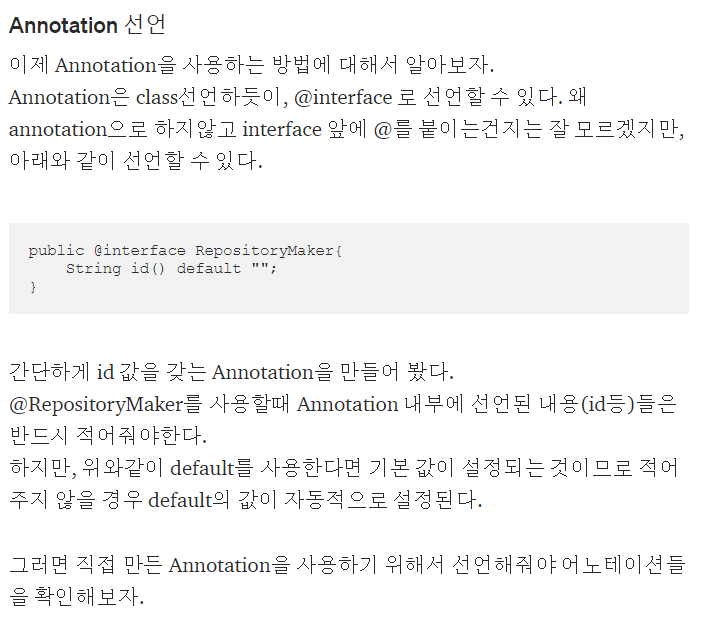 Annotation 선언
이제 Annotation을 사용하는 방법에 대해서 알아보자.
Annotation은 class선언하듯이, @interface 로 선언할 수 있다. 왜
annotation으로 하지않고 interface 앞에 @를 붙이는건지는 잘 모르겠지만,
아래와 같이 선언할 수 있다.
public @interface RepositoryMaker{
    String id() default "";
}
간단하게 id 값을 갖는 Annotation을 만들어 봤다.
@RepositoryMaker를 사용할때 Annotation 내부에 선언된 내용(id등)들은
반드시 적어줘야한다.
하지만, 위와같이 default를 사용한다면 기본 값이 설정되는 것이므로 적어
주지 않을 경우 default의 값이 자동적으로 설정된다.
그러면 직접 만든 Annotation을 사용하기 위해서 선언해줘야 어노테이션들
을 확인해보자.